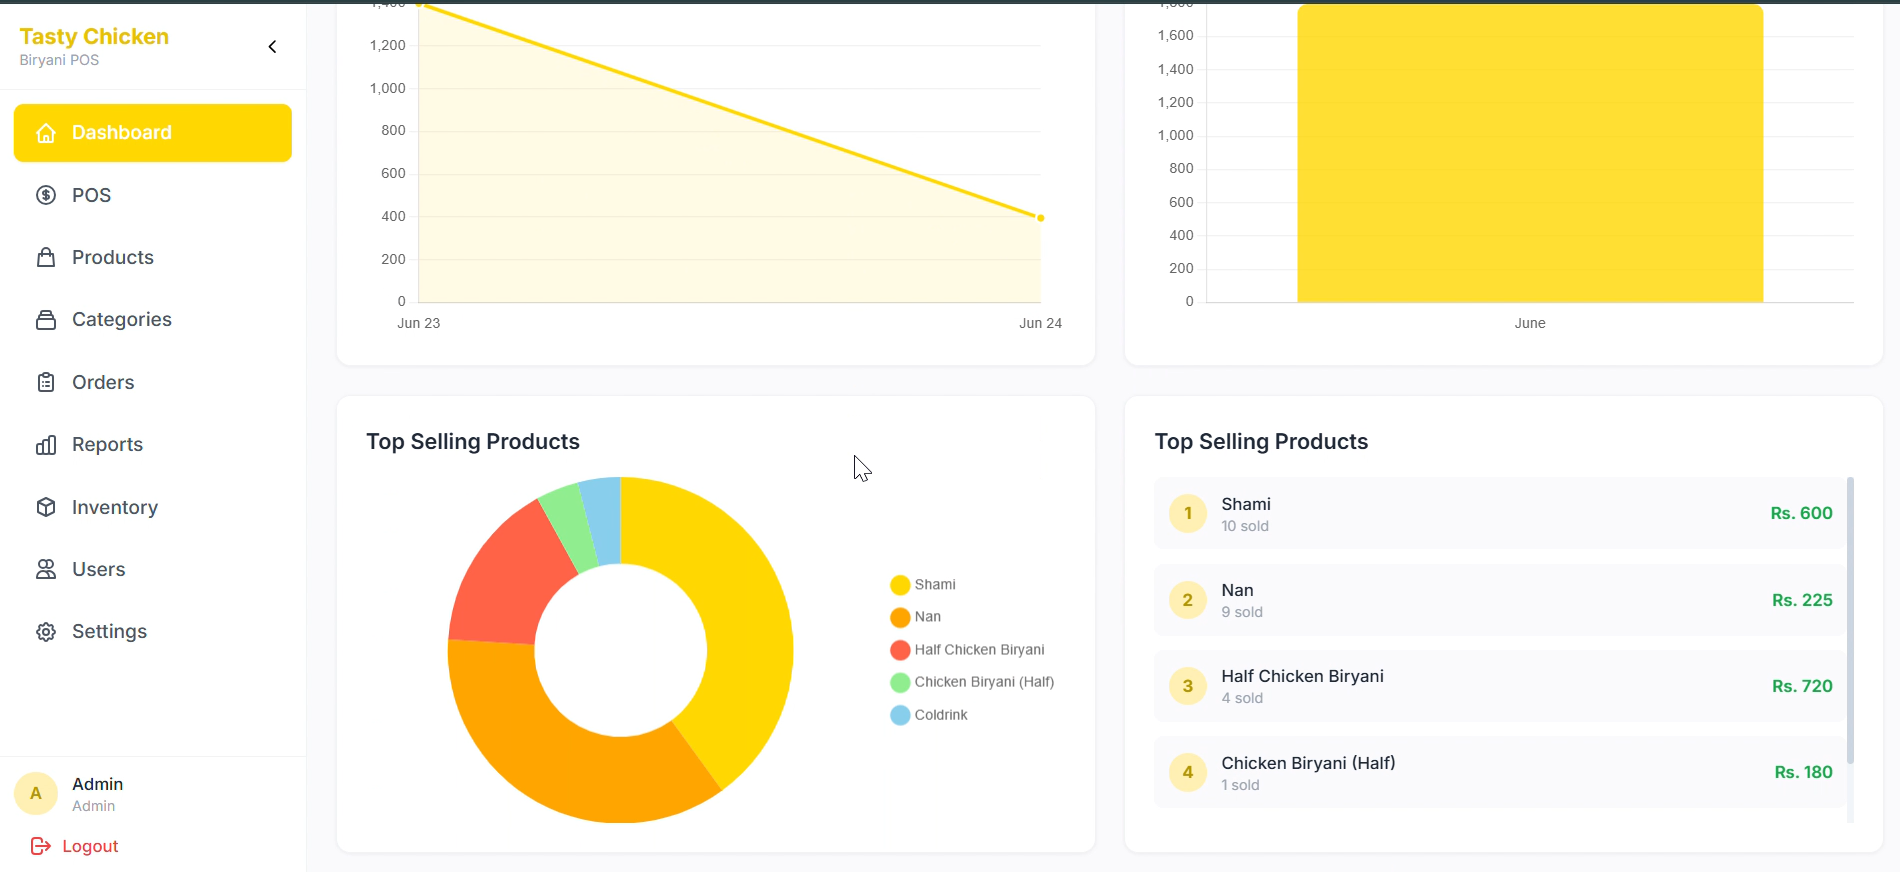 Tasty Chicken
Biryani POS
Dashboard
POS
Products
Categories
Orders
Reports
Inventory
Users
Settings
Admin
Admin
Logout
1,200
1,000
800
600
400
200
0
Jun 23
Jun 24
1,600
1,400
1,200
1,000
800
600
400
200
0
June
Top Selling Products
Shami
Nan
Half Chicken Biryani
Chicken Biryani (Half)
Coldrink
Top Selling Products
1
Shami
10 sold
Rs. 600
2
Nan
9 sold
Rs. 225
3
Half Chicken Biryani
4 sold
Rs. 720
4
Chicken Biryani (Half)
1 sold
Rs. 180
A